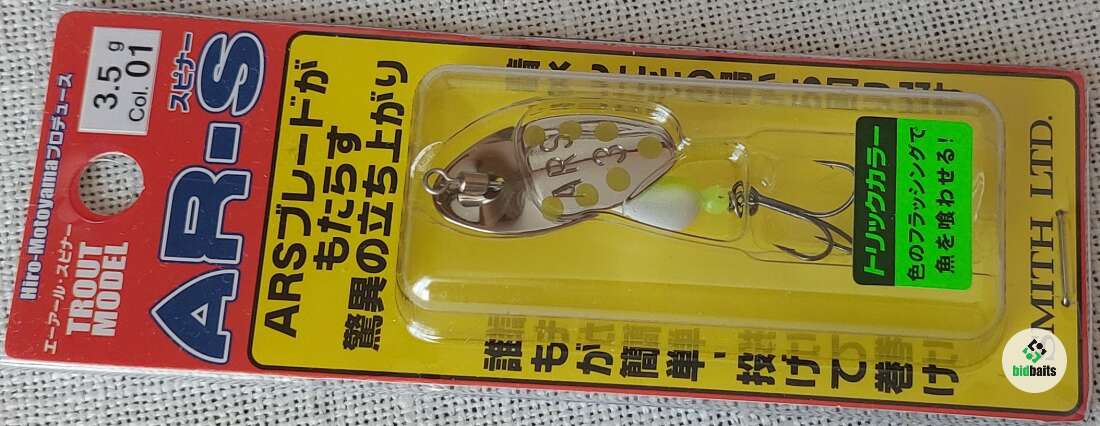 3.5 g
Col. 01
Hiro-Mooyamaプロデュース
エーアール・スピナー
TROUT
MODEL
AR-S
スピナー
ARSブレードが
もたらす
驚異の立ち上がり
ARS
3
トリックカラー
色のフラッシングで
魚を喰わせる!
誰もが簡単、投げて巻け
SMITH LTD.
bidbaits